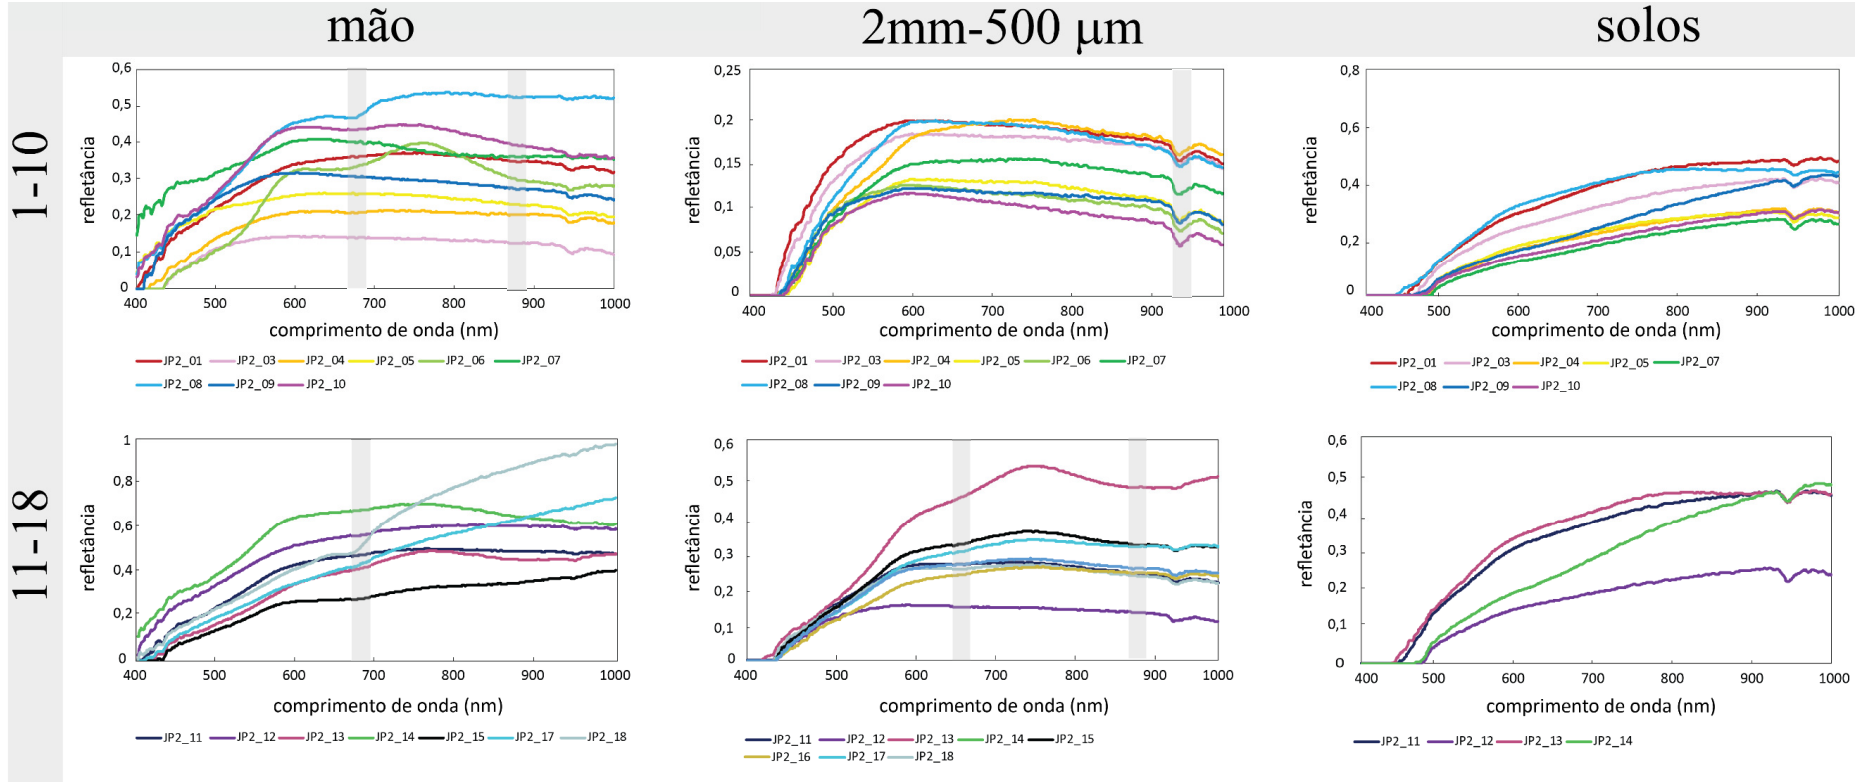 mão
2mm-500 µm
solos
1-10
0,6
0,5
0,4
0,3
0,2
0,1
0
refletância
400 500 600 700 800 900 1000
comprimento de onda (nm)
JP2_01 JP2_03 JP2_04 JP2_05 JP2_06 JP2_07
JP2_08 JP2_09 JP2_10
0,25
0,2
0,15
0,1
0,05
0
refletância
400 500 600 700 800 900 1000
comprimento de onda (nm)
JP2_01 JP2_03 JP2_04 JP2_05 JP2_06 JP2_07
JP2_08 JP2_09 JP2_10
0,8
0,6
0,4
0,2
0
refletância
400 500 600 700 800 900 1000
comprimento de onda (nm)
JP2_01 JP2_03 JP2_04 JP2_05 JP2_07
JP2_08 JP2_09 JP2_10
11-18
1
0,8
0,6
0,4
0,2
0
refletância
400 500 600 700 800 900 1000
comprimento de onda (nm)
JP2_11 JP2_12 JP2_13 JP2_14 JP2_15 JP2_17 JP2_18
0,6
0,5
0,4
0,3
0,2
0,1
0
refletância
400 500 600 700 800 900 1000
comprimento de onda (nm)
JP2_11 JP2_12 JP2_13 JP2_14 JP2_15
JP2_16 JP2_17 JP2_18
0,6
0,5
0,4
0,3
0,2
0,1
0
refletância
400 500 600 700 800 900 1000
comprimento de onda (nm)
JP2_11 JP2_12 JP2_13 JP2_14